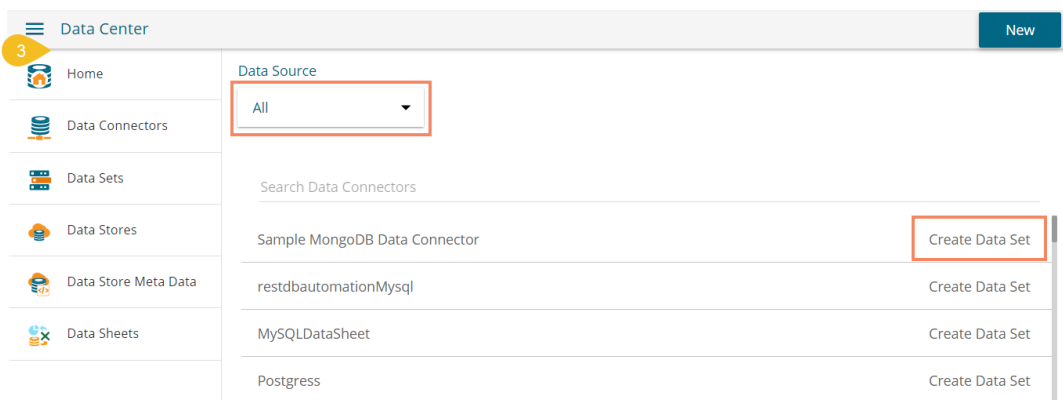 Data Center
New
3
Home
Data Connectors
Data Sets
Data Stores
Data Store Meta Data
Data Sheets
Data Source
All
Search Data Connectors
Sample MongoDB Data Connector Create Data Set
restdbautomationMysql Create Data Set
MySQLDataSheet Create Data Set
Postgress Create Data Set